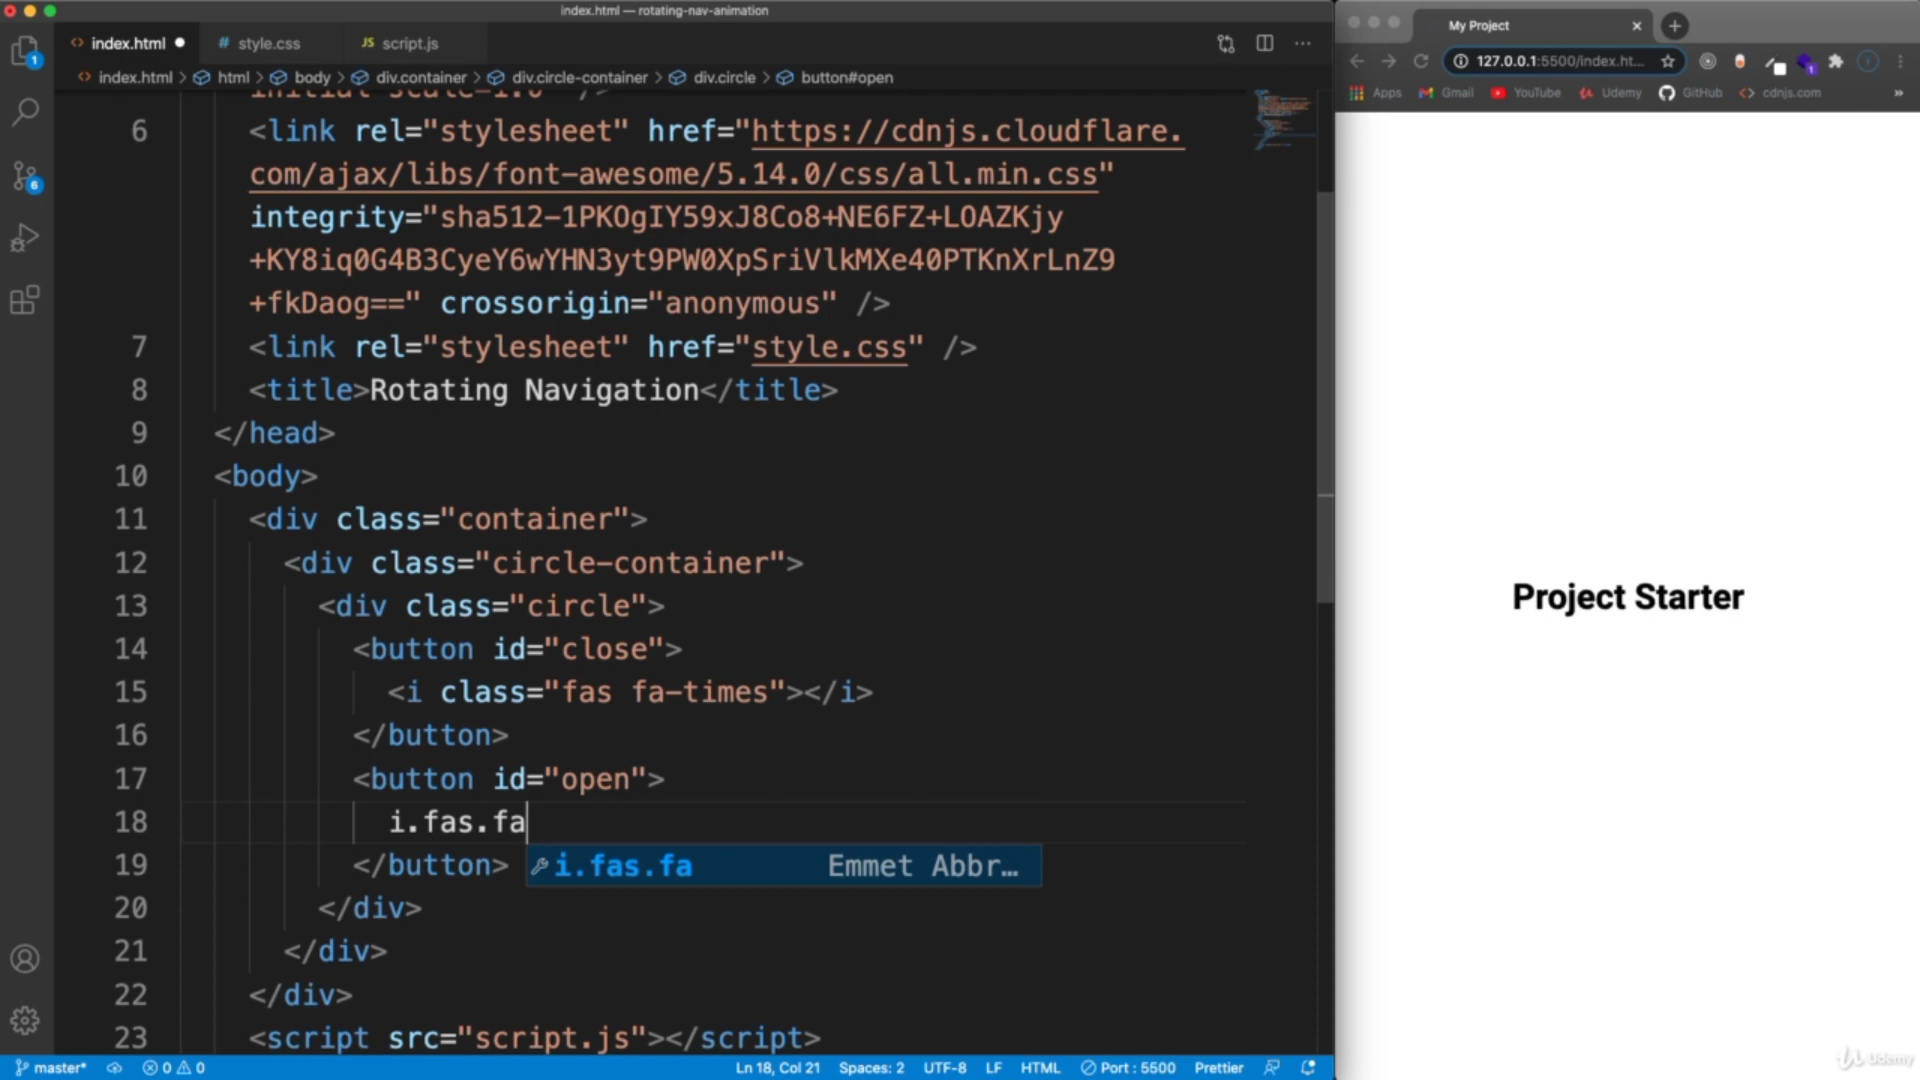 index.html — rotating-nav-animation
index.html
# style.css
JS script.js
index.html > html > body > div.container > div.circle-container > div.circle > button#open
6 <link rel="stylesheet" href="https://cdnjs.cloudflare.
com/ajax/libs/font-awesome/5.14.0/css/all.min.css"
integrity="sha512-1PKOgIY59xJ8Co8+NE6FZ+LOAZKjy
+KY8iq0G4B3CyeY6wYHN3yt9PW0XpSriVlkMXe40PTKnXrLnZ9
+fkDaog==" crossorigin="anonymous" />
7 <link rel="stylesheet" href="style.css" />
8 <title>Rotating Navigation</title>
9 </head>
10 <body>
11 <div class="container">
12 <div class="circle-container">
13 <div class="circle">
14 <button id="close">
15 <i class="fas fa-times"></i>
16 </button>
17 <button id="open">
18 i.fas.fa
19 </button>
i.fas.fa Emmet Abbr…
20 </div>
21 </div>
22 </div>
23 <script src="script.js"></script>
1
6
master* 0 0 Ln 18, Col 21 Spaces: 2 UTF-8 LF HTML Port : 5500 Prettier
My Project
127.0.0.1:5500/index.ht...
1
Apps Gmail YouTube Udemy GitHub cdnjs.com »
Project Starter
Udemy